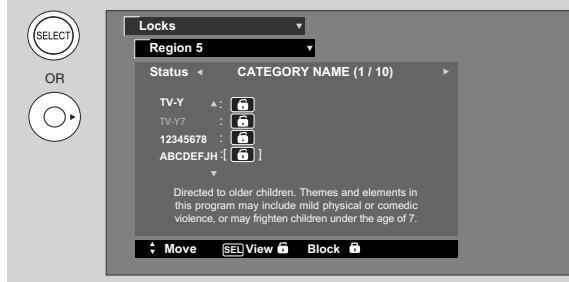 SELECT
OR
Locks
Region 5
Status CATEGORY NAME (1 / 10)
TV-Y :
TV-Y7 :
12345678 :
ABCDEFJH :[ ]
Directed to older children. Themes and elements in
this program may include mild physical or comedic
violence, or may frighten children under the age of 7.
Move SEL View Block